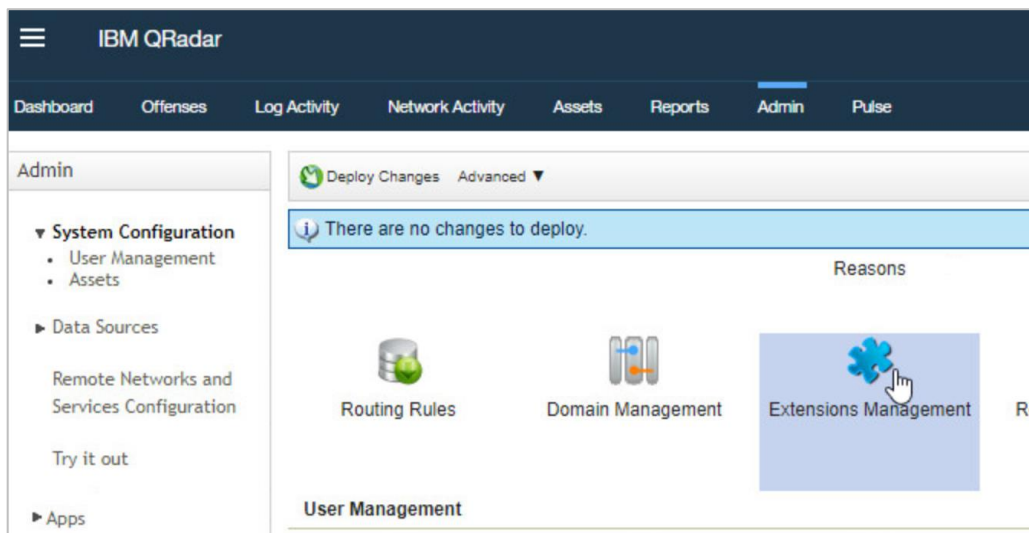 IBM QRadar
Dashboard Offenses Log Activity Network Activity Assets Reports Admin Pulse
Admin
Deploy Changes Advanced ▼
There are no changes to deploy.
▼ System Configuration
• User Management
• Assets
▶ Data Sources
Remote Networks and
Services Configuration
Try it out
▶ Apps
Reasons
Routing Rules Domain Management Extensions Management R
User Management